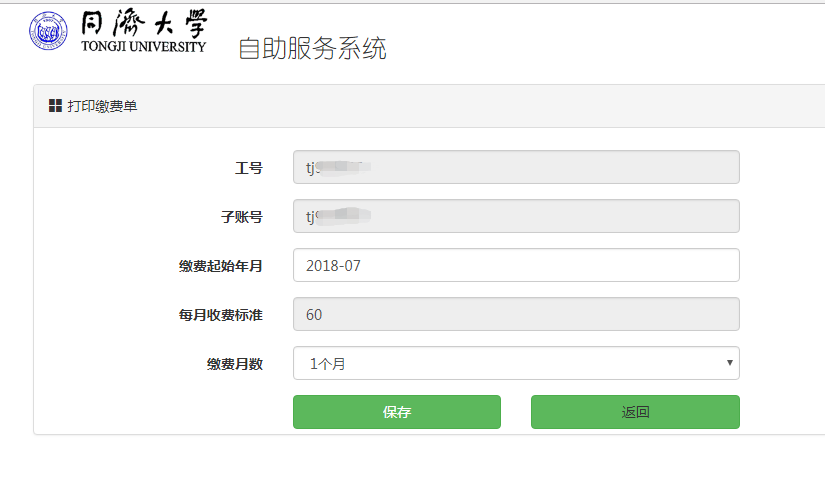 同濟大學
TONGJI UNIVERSITY
自助服务系统
打印缴费单
工号
子账号
缴费起始年月 2018-07
每月收费标准 60
缴费月数 1个月
保存 返回